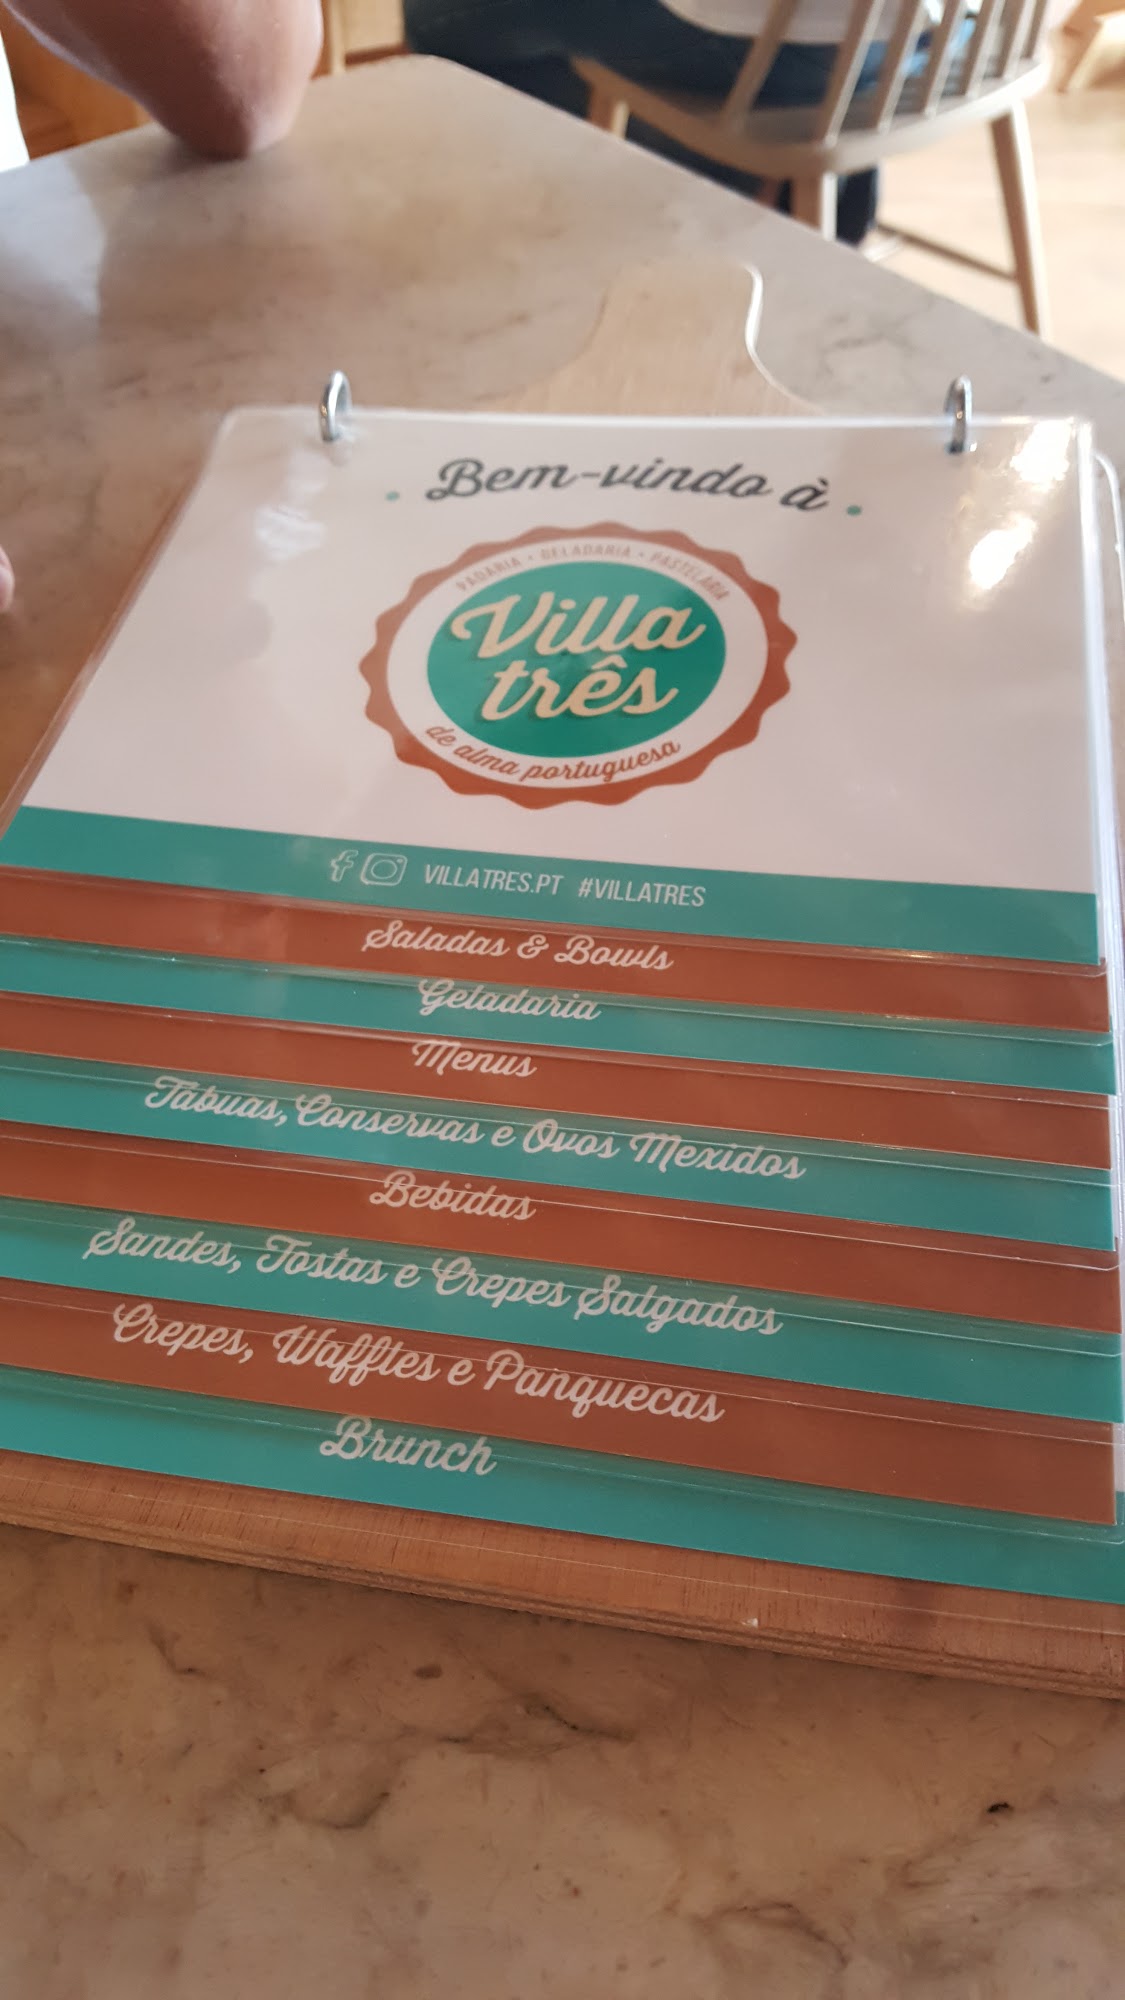 Bem-vindo à
PADARIA • GELADARIA • PASTELARIA
Villa
três
de alma portuguesa
VILLATRES.PT #VILLATRES
Saladas & Bowls
Geladaria
Menus
Tábuas, Conservas e Ovos Mexidos
Bebidas
Sandes, Tostas e Crepes Salgados
Crepes, Waffles e Panquecas
Brunch